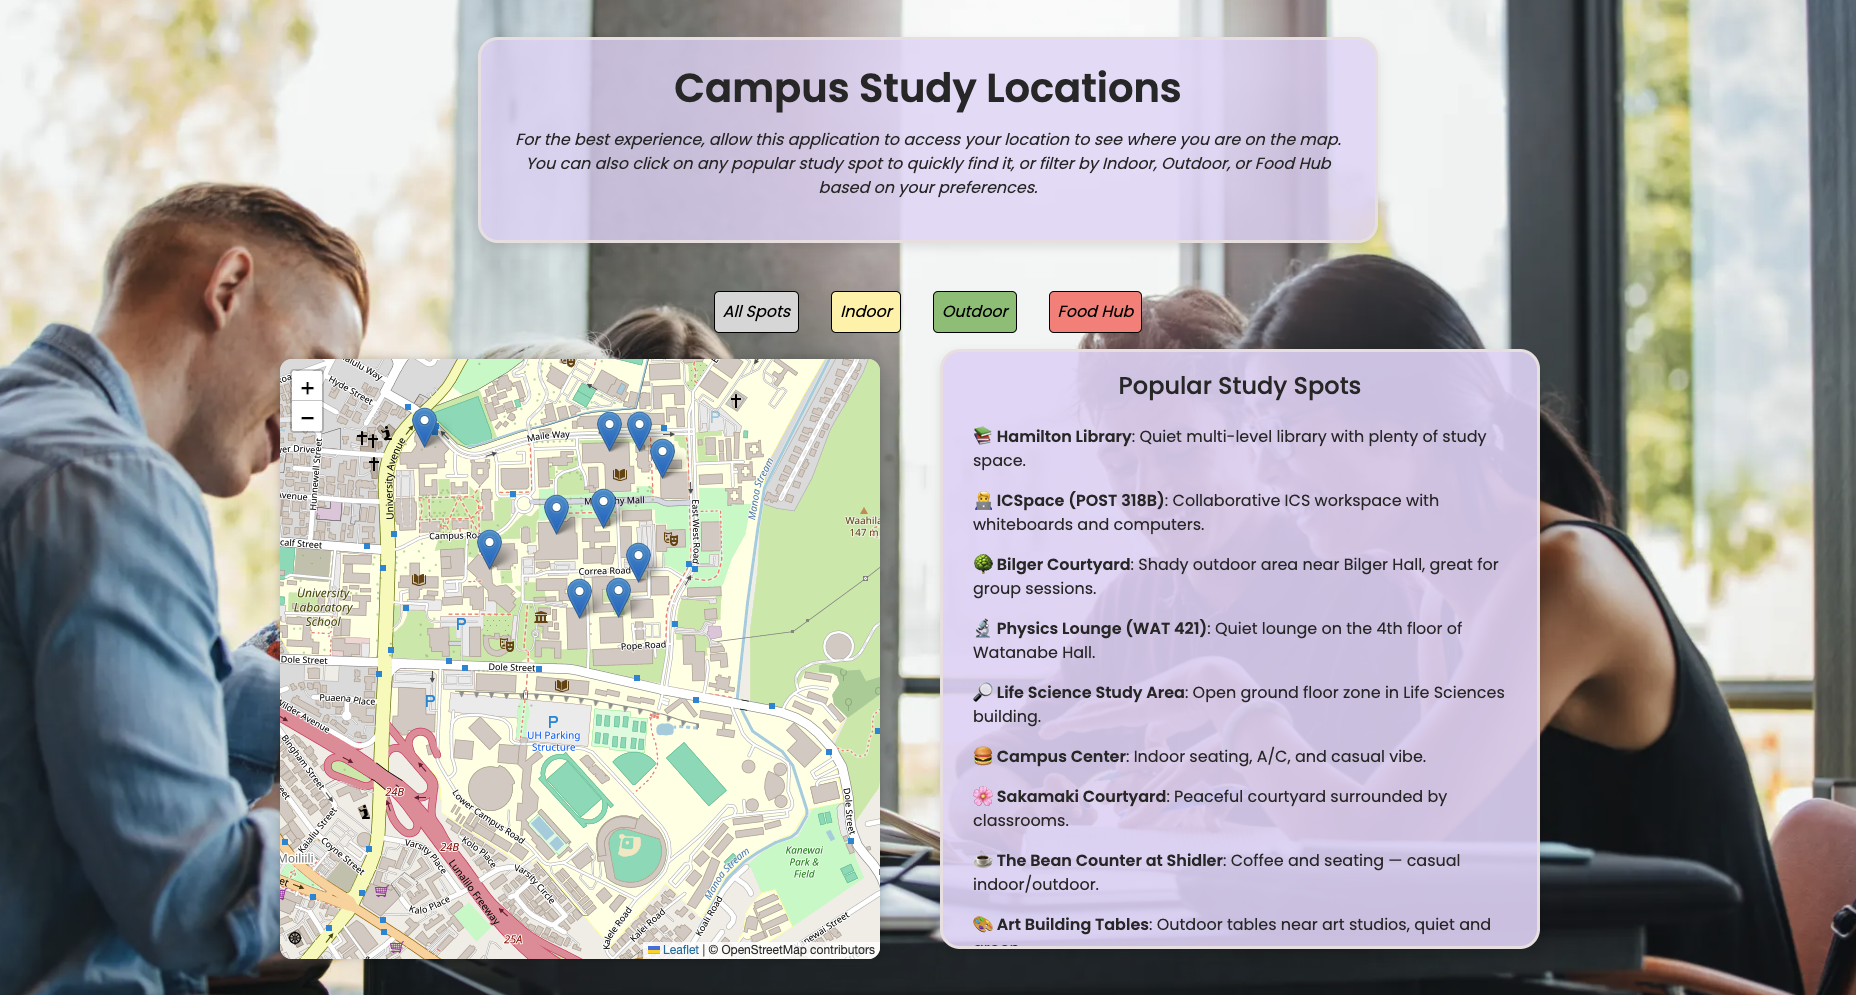 Campus Study Locations
For the best experience, allow this application to access your location to see where you are on the map.
You can also click on any popular study spot to quickly find it, or filter by Indoor, Outdoor, or Food Hub
based on your preferences.
All Spots
Indoor
Outdoor
Food Hub
+
−
Hyde Street
Hunnewell Street
University Avenue
Maile Way
Manoa Stream
East West Road
Waahila
147 m
Campus Roa
calf Street
Correa Road
University
Laboratory
School
P
P
P
P
Pope Road
Dole Street
Dole Street
Dole Street
Puaena Place
Wilder Avenue
UH Parking
Structure
Bingham Street
24B
24B
25A
Lower Campus Road
Kolo Place
Varsity Place
Varsity Circle
Kaialiu Street
Coyne Street
Moiliili
Lunalilo Freeway
Kalo Place
Kalele Road
Kalei Road
Koali Road
Manoa Stream
Kanewai
Park &
Field
Leaflet | © OpenStreetMap contributors
Popular Study Spots
📚 Hamilton Library: Quiet multi-level library with plenty of study
space.
🧑‍💻 ICSpace (POST 318B): Collaborative ICS workspace with
whiteboards and computers.
🌳 Bilger Courtyard: Shady outdoor area near Bilger Hall, great for
group sessions.
🔬 Physics Lounge (WAT 421): Quiet lounge on the 4th floor of
Watanabe Hall.
🔎 Life Science Study Area: Open ground floor zone in Life Sciences
building.
🍔 Campus Center: Indoor seating, A/C, and casual vibe.
🌸 Sakamaki Courtyard: Peaceful courtyard surrounded by
classrooms.
☕ The Bean Counter at Shidler: Coffee and seating — casual
indoor/outdoor.
🎨 Art Building Tables: Outdoor tables near art studios, quiet and